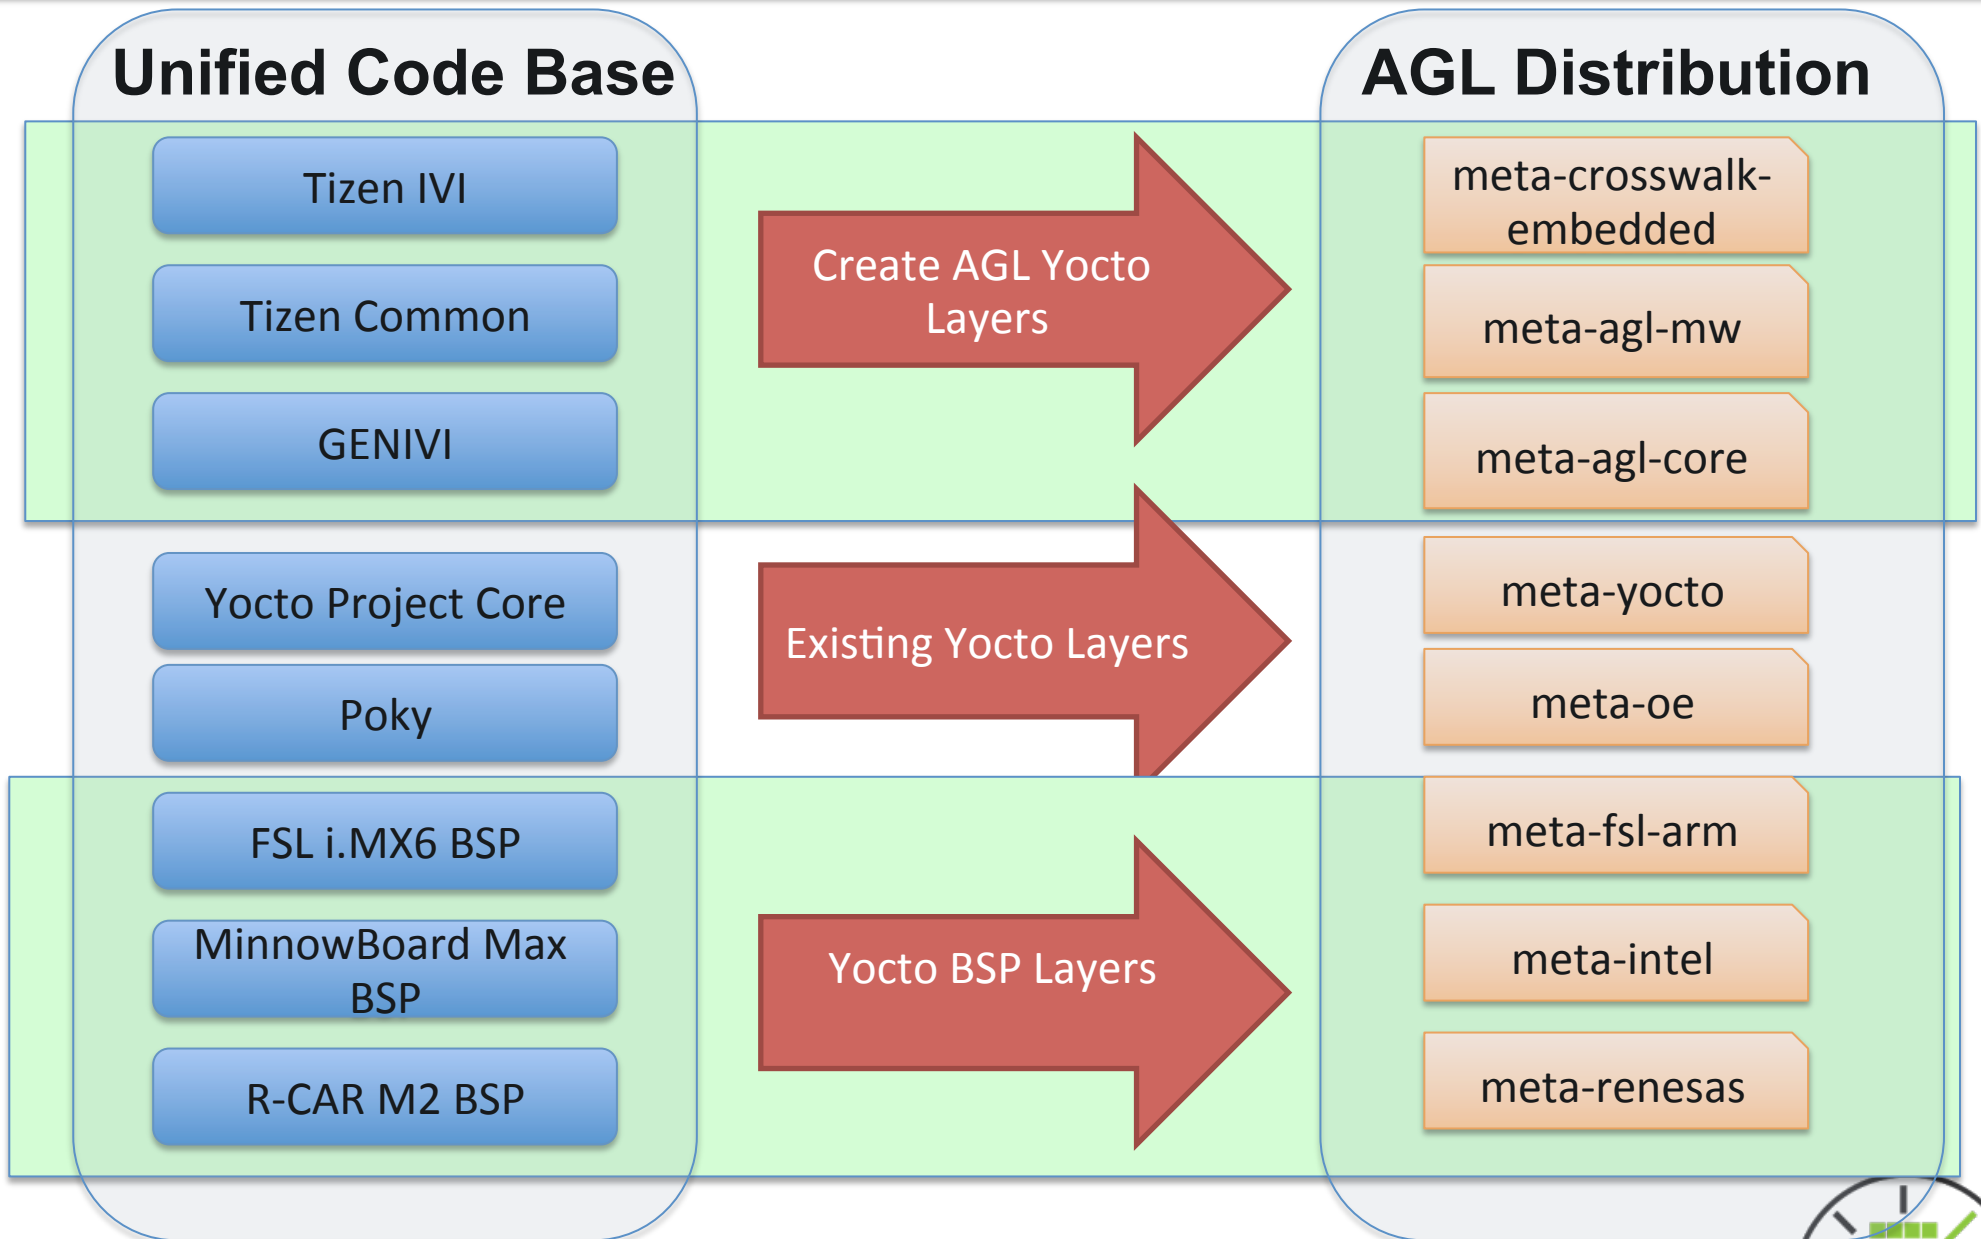 Unified Code Base
AGL Distribution
Tizen IVI
Tizen Common
GENIVI
Create AGL Yocto
Layers
meta-crosswalk-
embedded
meta-agl-mw
meta-agl-core
Yocto Project Core
Poky
Existing Yocto Layers
meta-yocto
meta-oe
FSL i.MX6 BSP
MinnowBoard Max
BSP
R-CAR M2 BSP
Yocto BSP Layers
meta-fsl-arm
meta-intel
meta-renesas